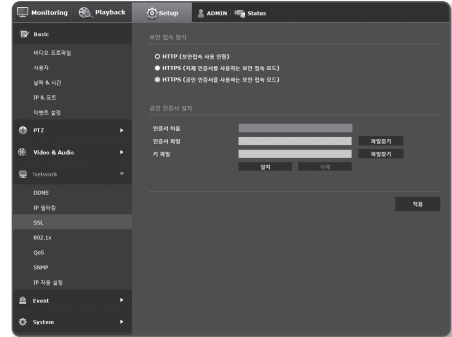 Monitoring Playback Setup ADMIN Status
Basic
비디오 프로파일
사용자
날짜 & 시간
IP & 포트
이벤트 설정
PTZ
Video & Audio
Network
DDNS
IP 필터링
SSL
802.1x
QoS
SNMP
IP 자동 설정
Event
System
보안 접속 방식
HTTP (보안접속 사용 안함)
HTTPS (자체 인증서를 사용하는 보안 접속 모드)
HTTPS (공인 인증서를 사용하는 보안 접속 모드)
공인 인증서 설치
인증서 이름
인증서 파일 파일찾기
키 파일 파일찾기
설치 삭제
적용